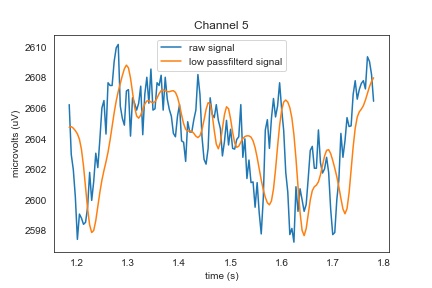 Channel 5
raw signal
low passfilterd signal
microvolts (uV)
2610
2608
2606
2604
2602
2600
2598
1.2 1.3 1.4 1.5 1.6 1.7 1.8
time (s)